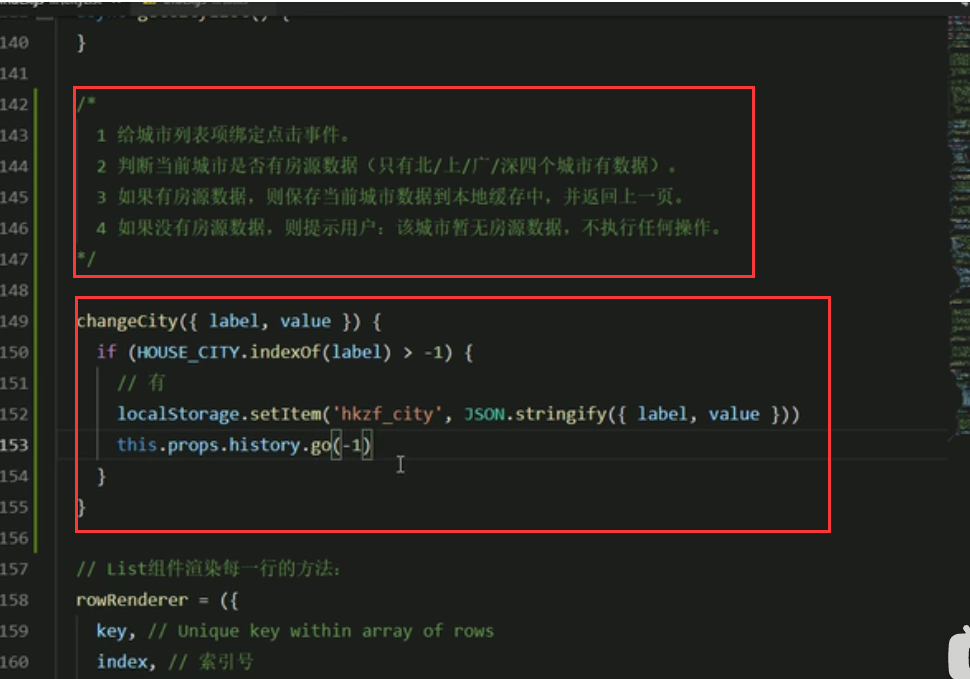 140 }
141
142 /*
143 1 给城市列表项绑定点击事件。
144 2 判断当前城市是否有房源数据（只有北/上/广/深四个城市有数据）。
145 3 如果有房源数据，则保存当前城市数据到本地缓存中，并返回上一页。
146 4 如果没有房源数据，则提示用户：该城市暂无房源数据，不执行任何操作。
147 */
148
149 changeCity({ label, value }) {
150 if (HOUSE_CITY.indexOf(label) > -1) {
151 // 有
152 localStorage.setItem('hkzf_city', JSON.stringify({ label, value }))
153 this.props.history.go(-1)
154 }
155 }
156
157 // List组件渲染每一行的方法：
158 rowRenderer = ({
159 key, // Unique key within array of rows
160 index, // 索引号